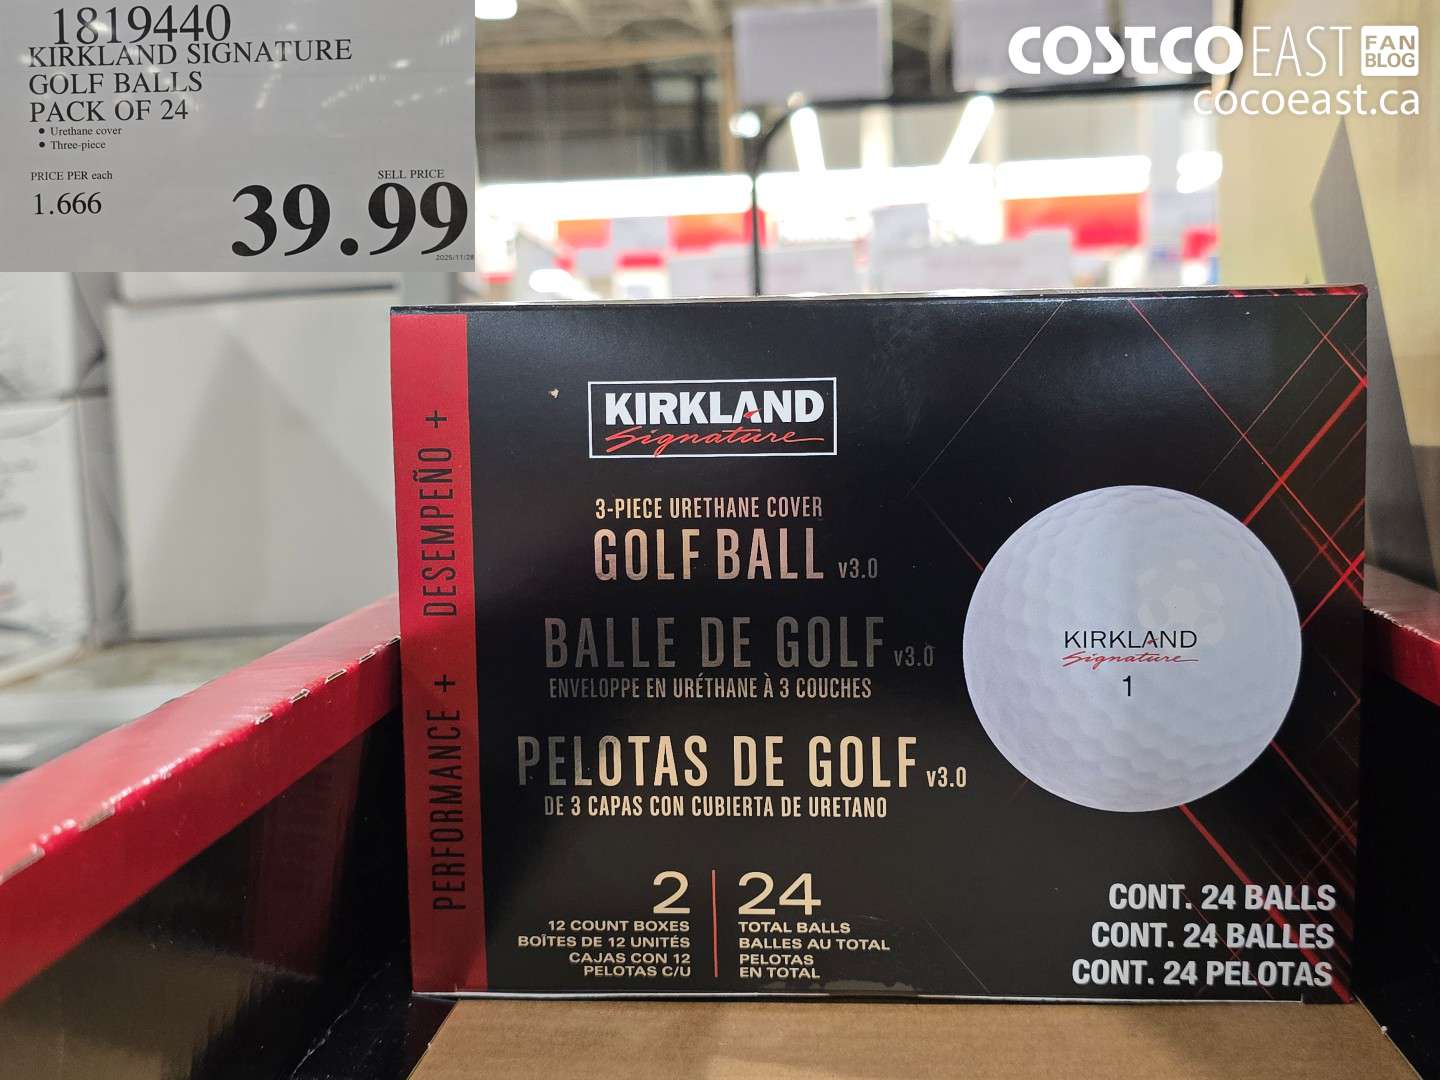 1819440
KIRKLAND SIGNATURE
GOLF BALLS
PACK OF 24
• Urethane cover
• Three-piece
PRICE PER each
1.666
SELL PRICE
39.99
2025/11/28
COSTCO EAST FAN BLOG
cocoeast.ca
PERFORMANCE + DESEMPEÑO +
KIRKLAND
Signature
3-PIECE URETHANE COVER
GOLF BALL v3.0
BALLE DE GOLF v3.0
ENVELOPPE EN URÉTHANE À 3 COUCHES
PELOTAS DE GOLF v3.0
DE 3 CAPAS CON CUBIERTA DE URETANO
KIRKLAND
Signature
1
2
12 COUNT BOXES
BOÎTES DE 12 UNITÉS
CAJAS CON 12
PELOTAS C/U
24
TOTAL BALLS
BALLES AU TOTAL
PELOTAS
EN TOTAL
CONT. 24 BALLS
CONT. 24 BALLES
CONT. 24 PELOTAS